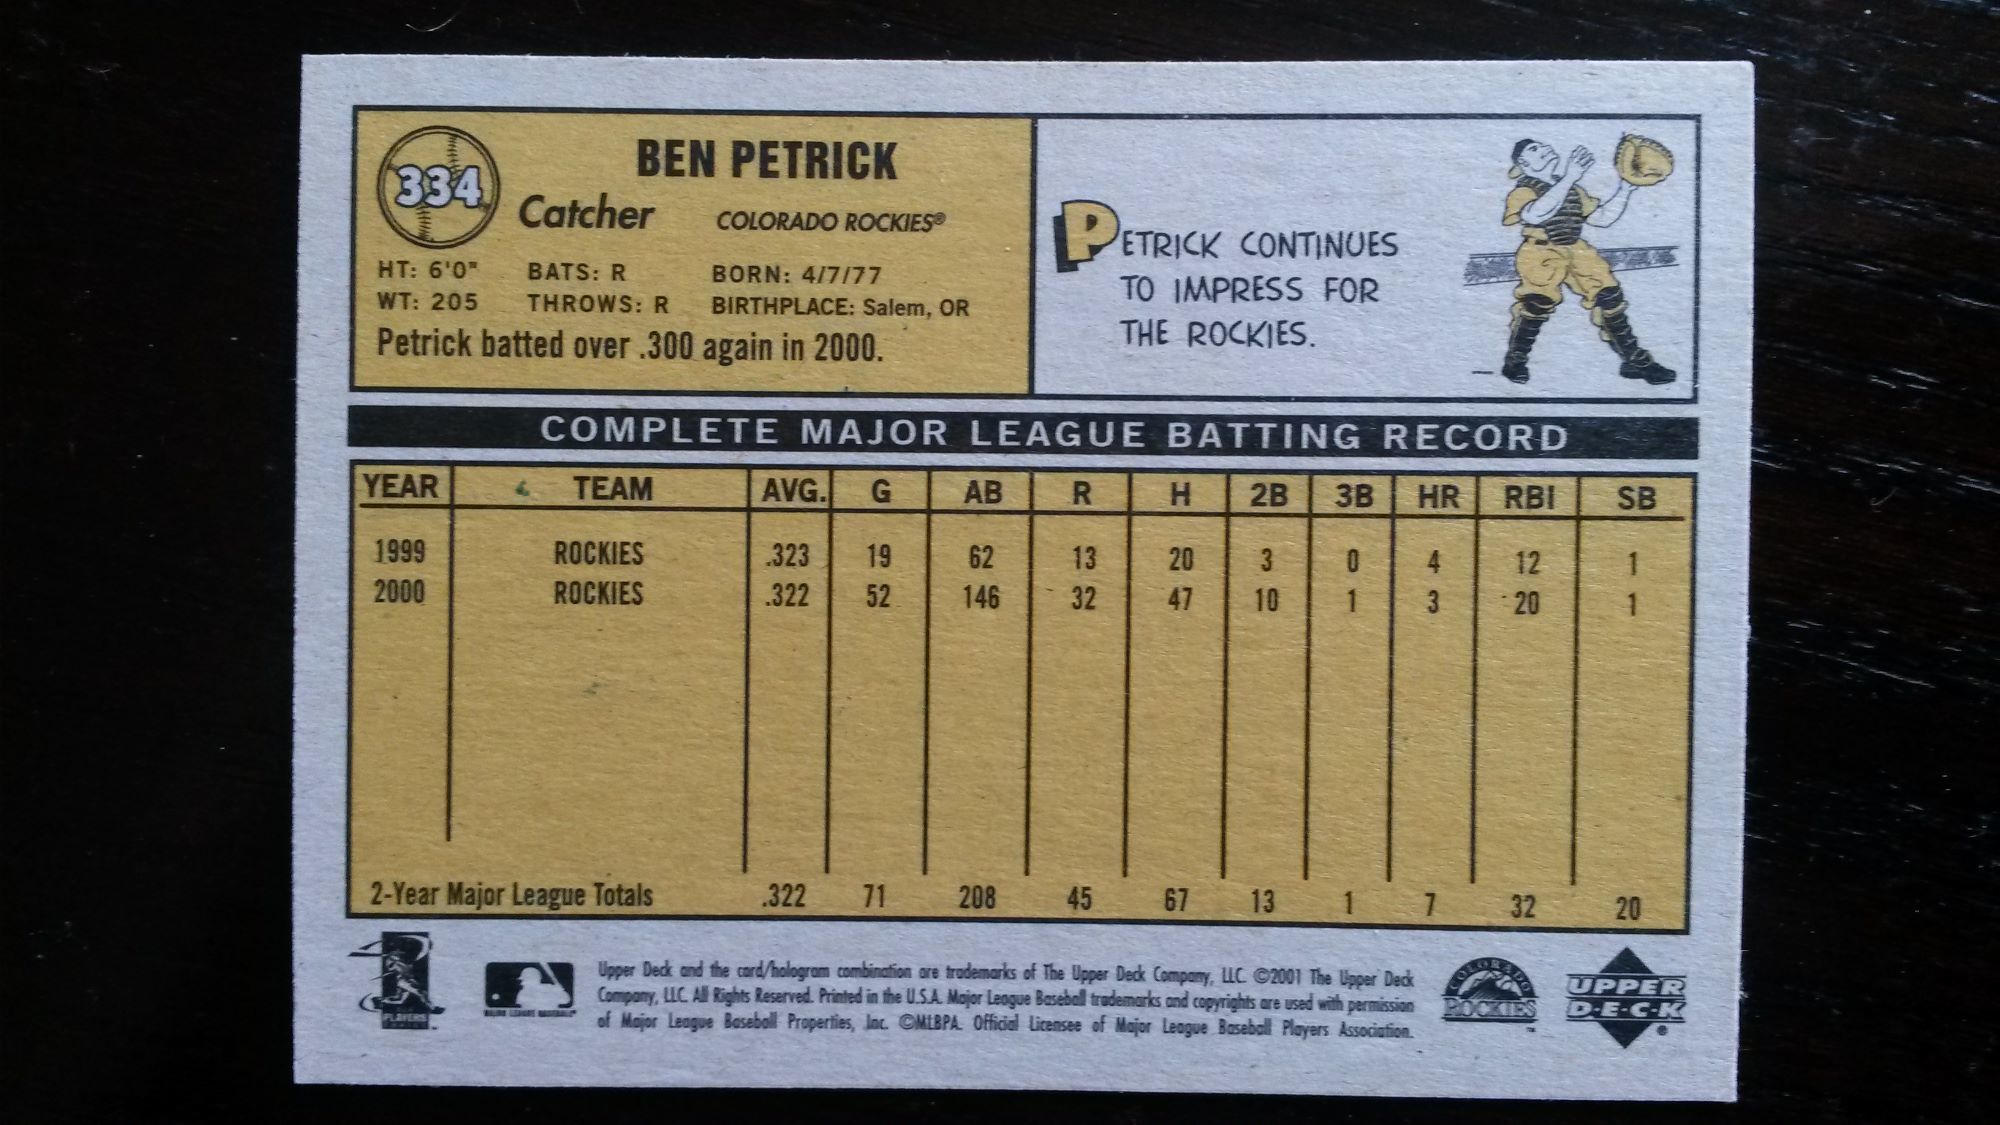 334
BEN PETRICK
Catcher COLORADO ROCKIES®
HT: 6'0" BATS: R BORN: 4/7/77
WT: 205 THROWS: R BIRTHPLACE: Salem, OR
Petrick batted over .300 again in 2000.
PETRICK CONTINUES
TO IMPRESS FOR
THE ROCKIES.
COMPLETE MAJOR LEAGUE BATTING RECORD
YEAR TEAM AVG. G AB R H 2B 3B HR RBI SB
1999 ROCKIES .323 19 62 13 20 3 0 4 12 1
2000 ROCKIES .322 52 146 32 47 10 1 3 20 1
2-Year Major League Totals .322 71 208 45 67 13 1 7 32 20
PLAYERS
MAJOR LEAGUE BASEBALL
Upper Deck and the card/hologram combination are trademarks of The Upper Deck Company, LLC. ©2001 The Upper Deck
Company, LLC. All Rights Reserved. Printed in the U.S.A. Major League Baseball trademarks and copyrights are used with permission
of Major League Baseball Properties, Inc. ©MLBPA. Official Licensee of Major League Baseball Players Association.
COLORADO
ROCKIES
TM
UPPER
D·E·C·K
®